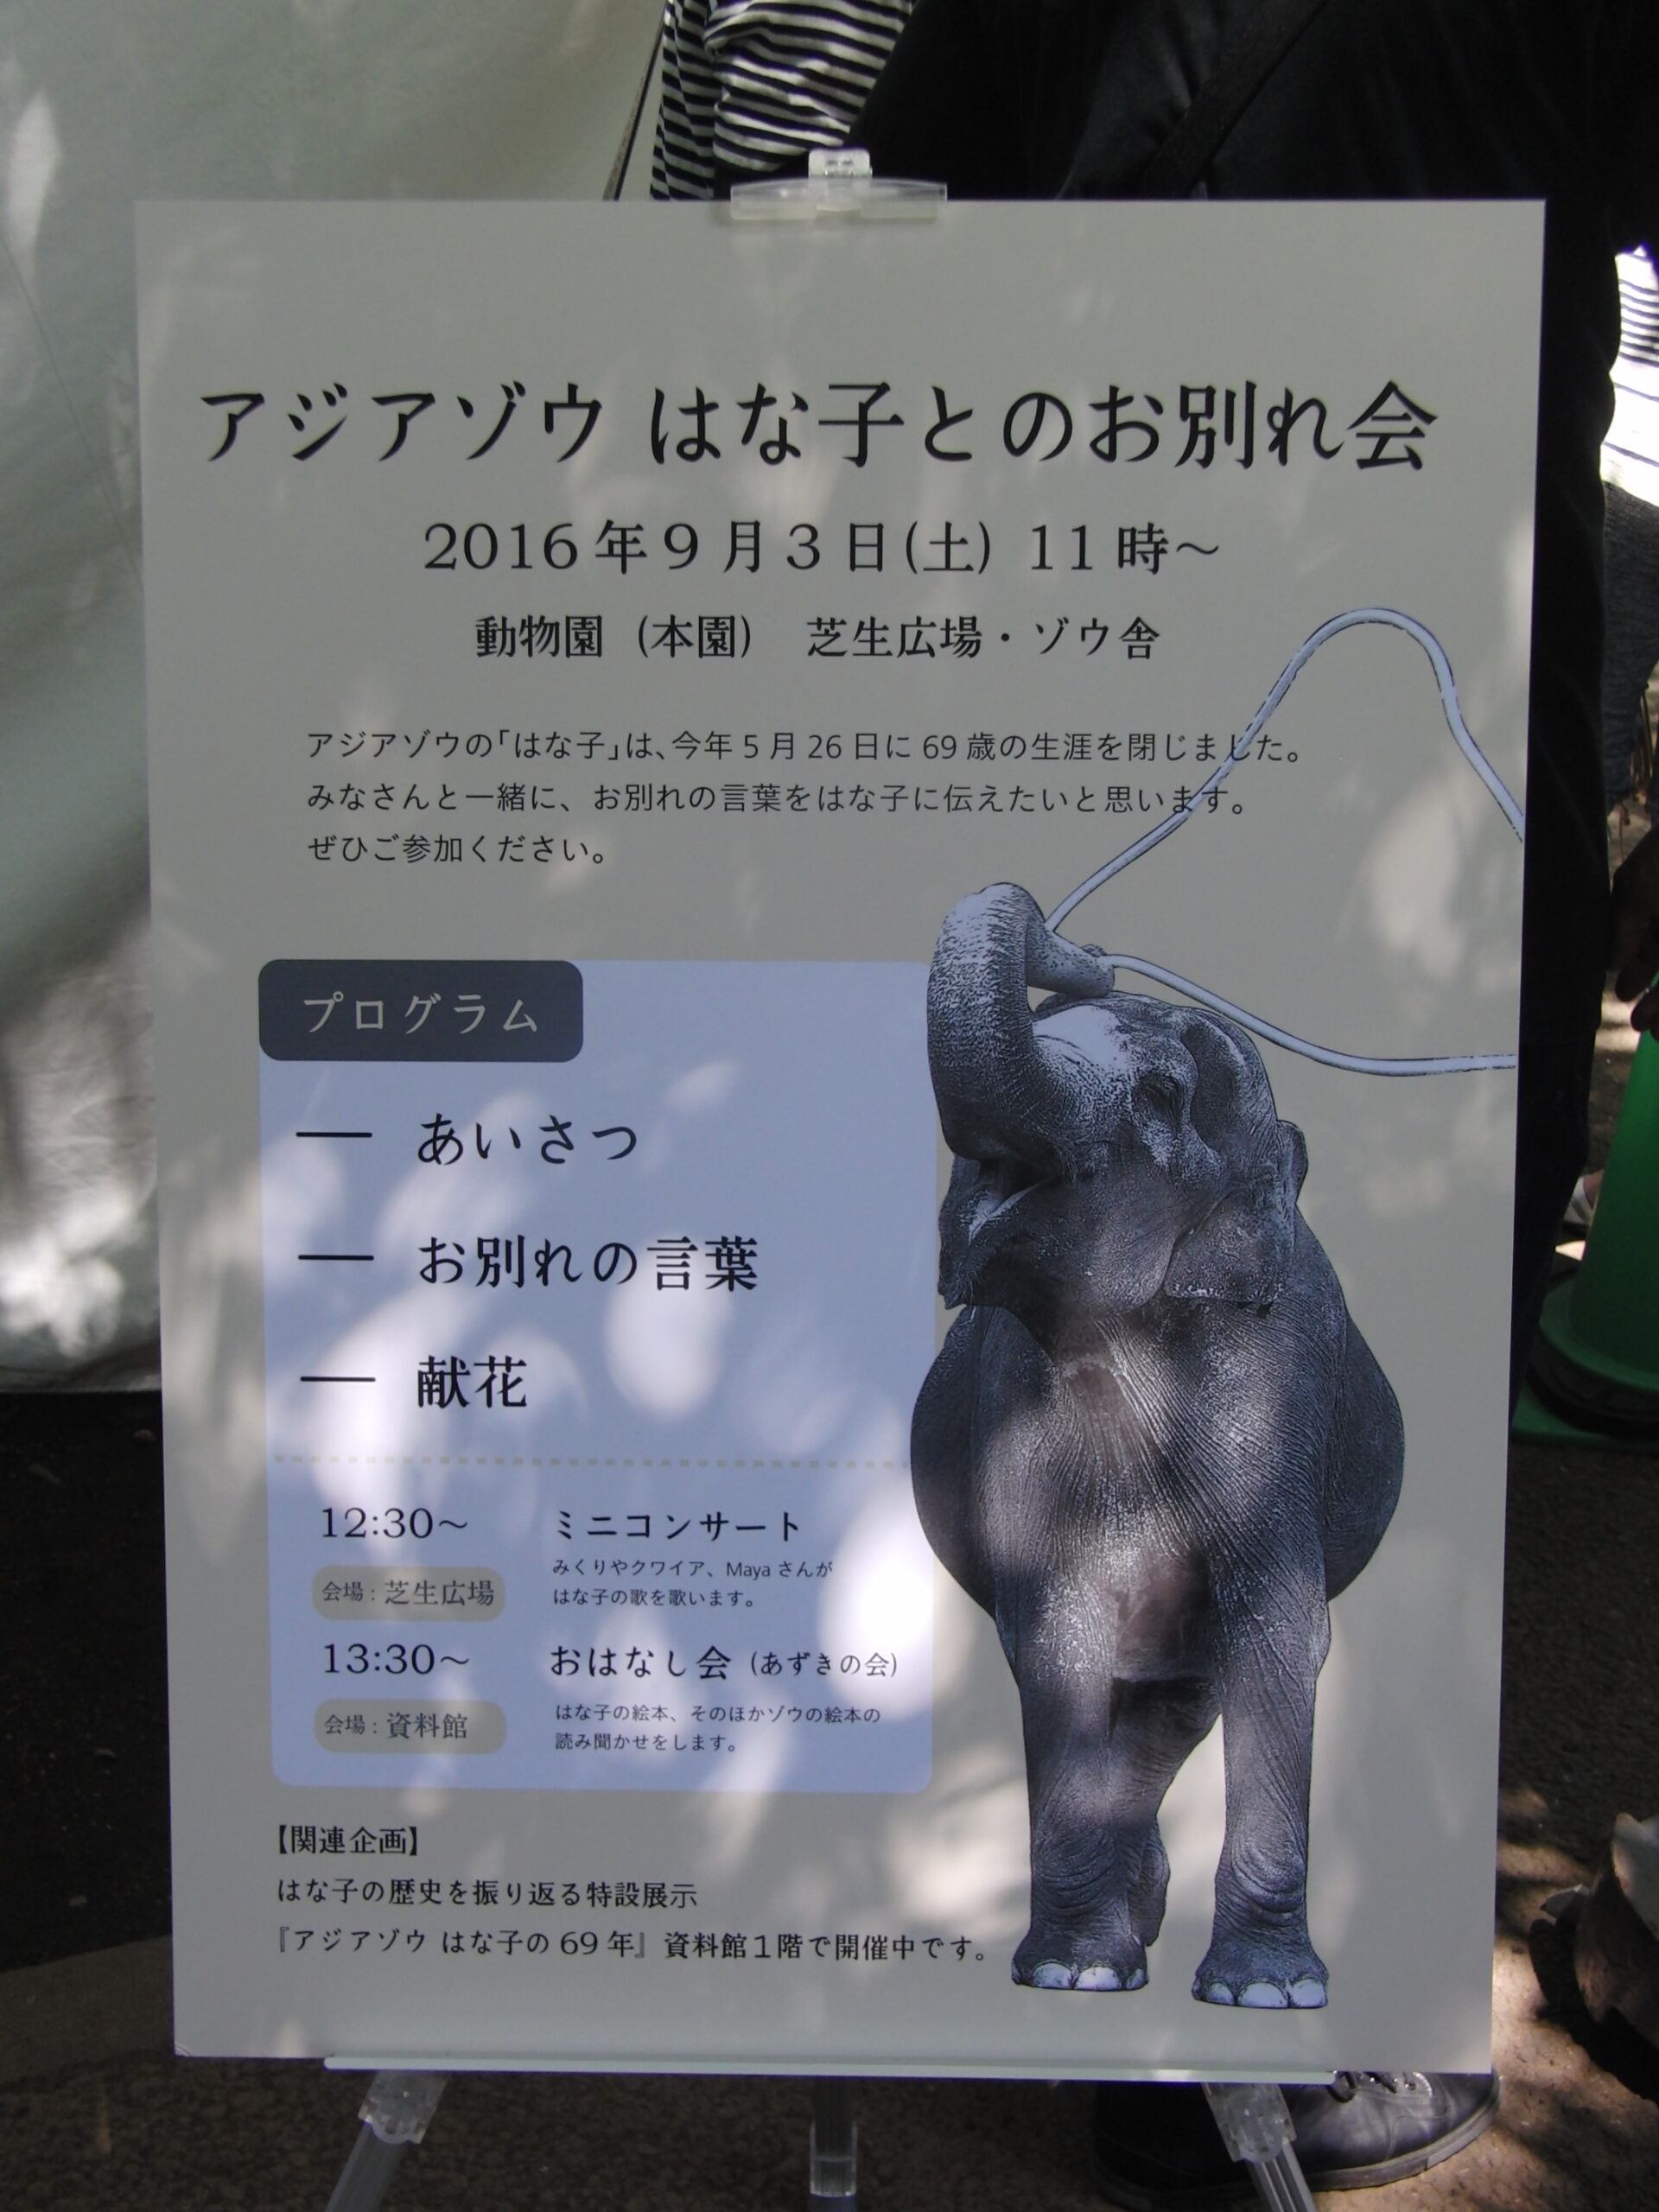 アジアゾウ はな子とのお別れ会
2016年9月3日(土) 11時〜
動物園 (本園) 芝生広場・ゾウ舎
アジアゾウの｢はな子｣は、今年5月26日に69歳の生涯を閉じました。
みなさんと一緒に、お別れの言葉をはな子に伝えたいと思います。
ぜひご参加ください。
プログラム
― あいさつ
― お別れの言葉
― 献花
12:30〜 ミニコンサート
みくりやクワイア、Mayaさんが
会場：芝生広場 はな子の歌を歌います。
13:30〜 おはなし会 (あずきの会)
はな子の絵本、そのほかゾウの絵本の
会場：資料館 読み聞かせをします。
【関連企画】
はな子の歴史を振り返る特設展示
『アジアゾウ はな子の69年』資料館1階で開催中です。